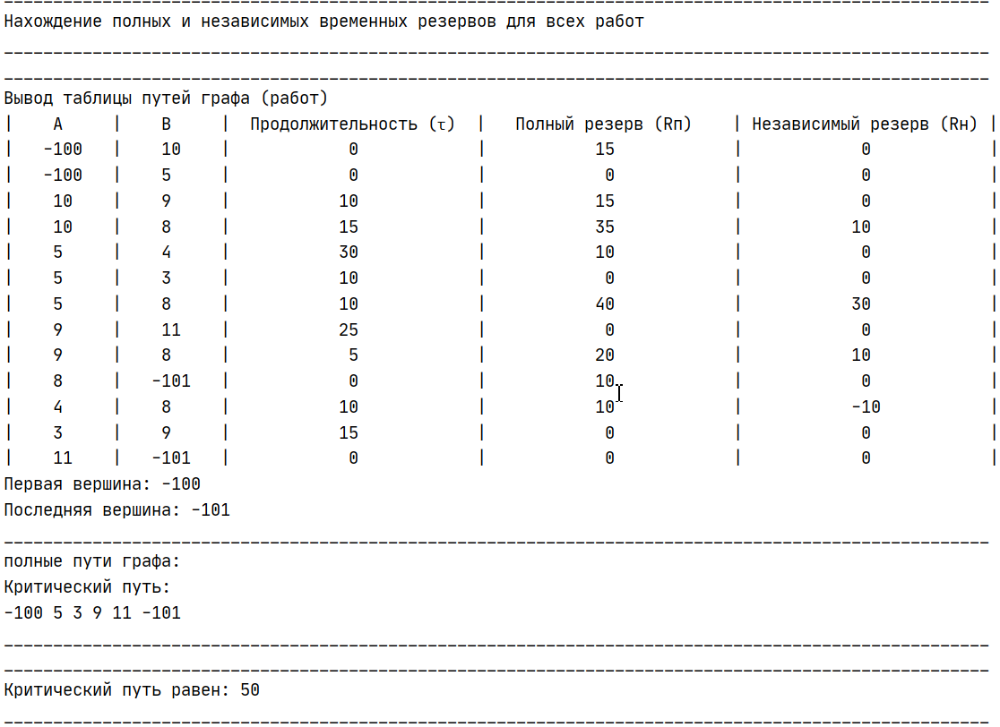 Нахождение полных и независимых временных резервов для всех работ
Вывод таблицы путей графа (работ)
| A | B | Продолжительность (τ) | Полный резерв (Rп) | Независимый резерв (Rн) |
| -100 | 10 | 0 | 15 | 0 |
| -100 | 5 | 0 | 0 | 0 |
| 10 | 9 | 10 | 15 | 0 |
| 10 | 8 | 15 | 35 | 10 |
| 5 | 4 | 30 | 10 | 0 |
| 5 | 3 | 10 | 0 | 0 |
| 5 | 8 | 10 | 40 | 30 |
| 9 | 11 | 25 | 0 | 0 |
| 9 | 8 | 5 | 20 | 10 |
| 8 | -101 | 0 | 10 | 0 |
| 4 | 8 | 10 | 10 | -10 |
| 3 | 9 | 15 | 0 | 0 |
| 11 | -101 | 0 | 0 | 0 |
Первая вершина: -100
Последняя вершина: -101
полные пути графа:
Критический путь:
-100 5 3 9 11 -101
Критический путь равен: 50